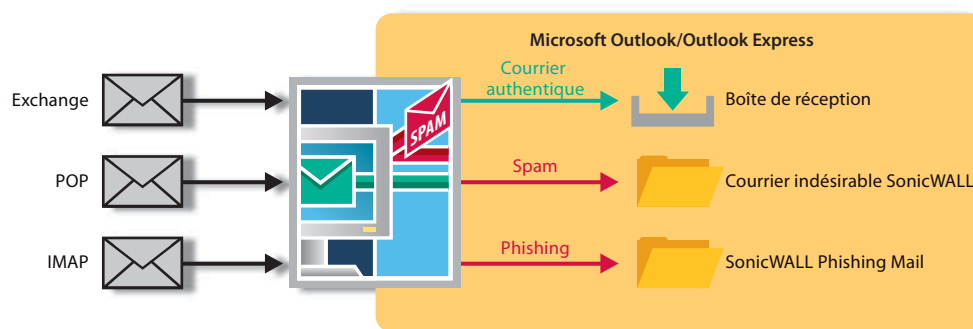 Microsoft Outlook/Outlook Express
Exchange
Courrier
authentique
Boîte de réception
POP
SPAM
Spam
Courrier indésirable SonicWALL
IMAP
Phishing
SonicWALL Phishing Mail